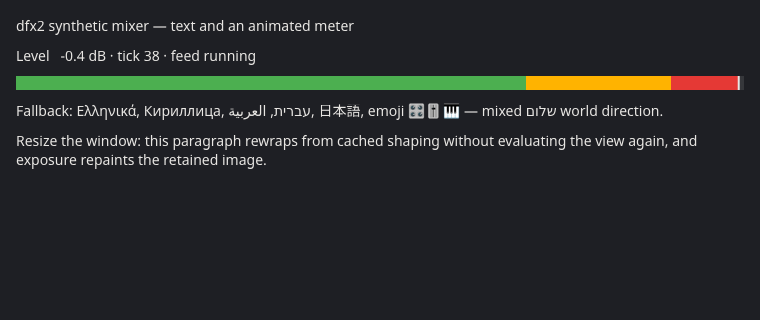 dfx2 synthetic mixer — text and an animated meter
Level -0.4 dB · tick 38 · feed running
Fallback: Ελληνικά, Кириллица, עברית, العربية, 日本語, emoji 🎛🎚🎹 — mixed שלום world direction.
Resize the window: this paragraph rewraps from cached shaping without evaluating the view again, and
exposure repaints the retained image.